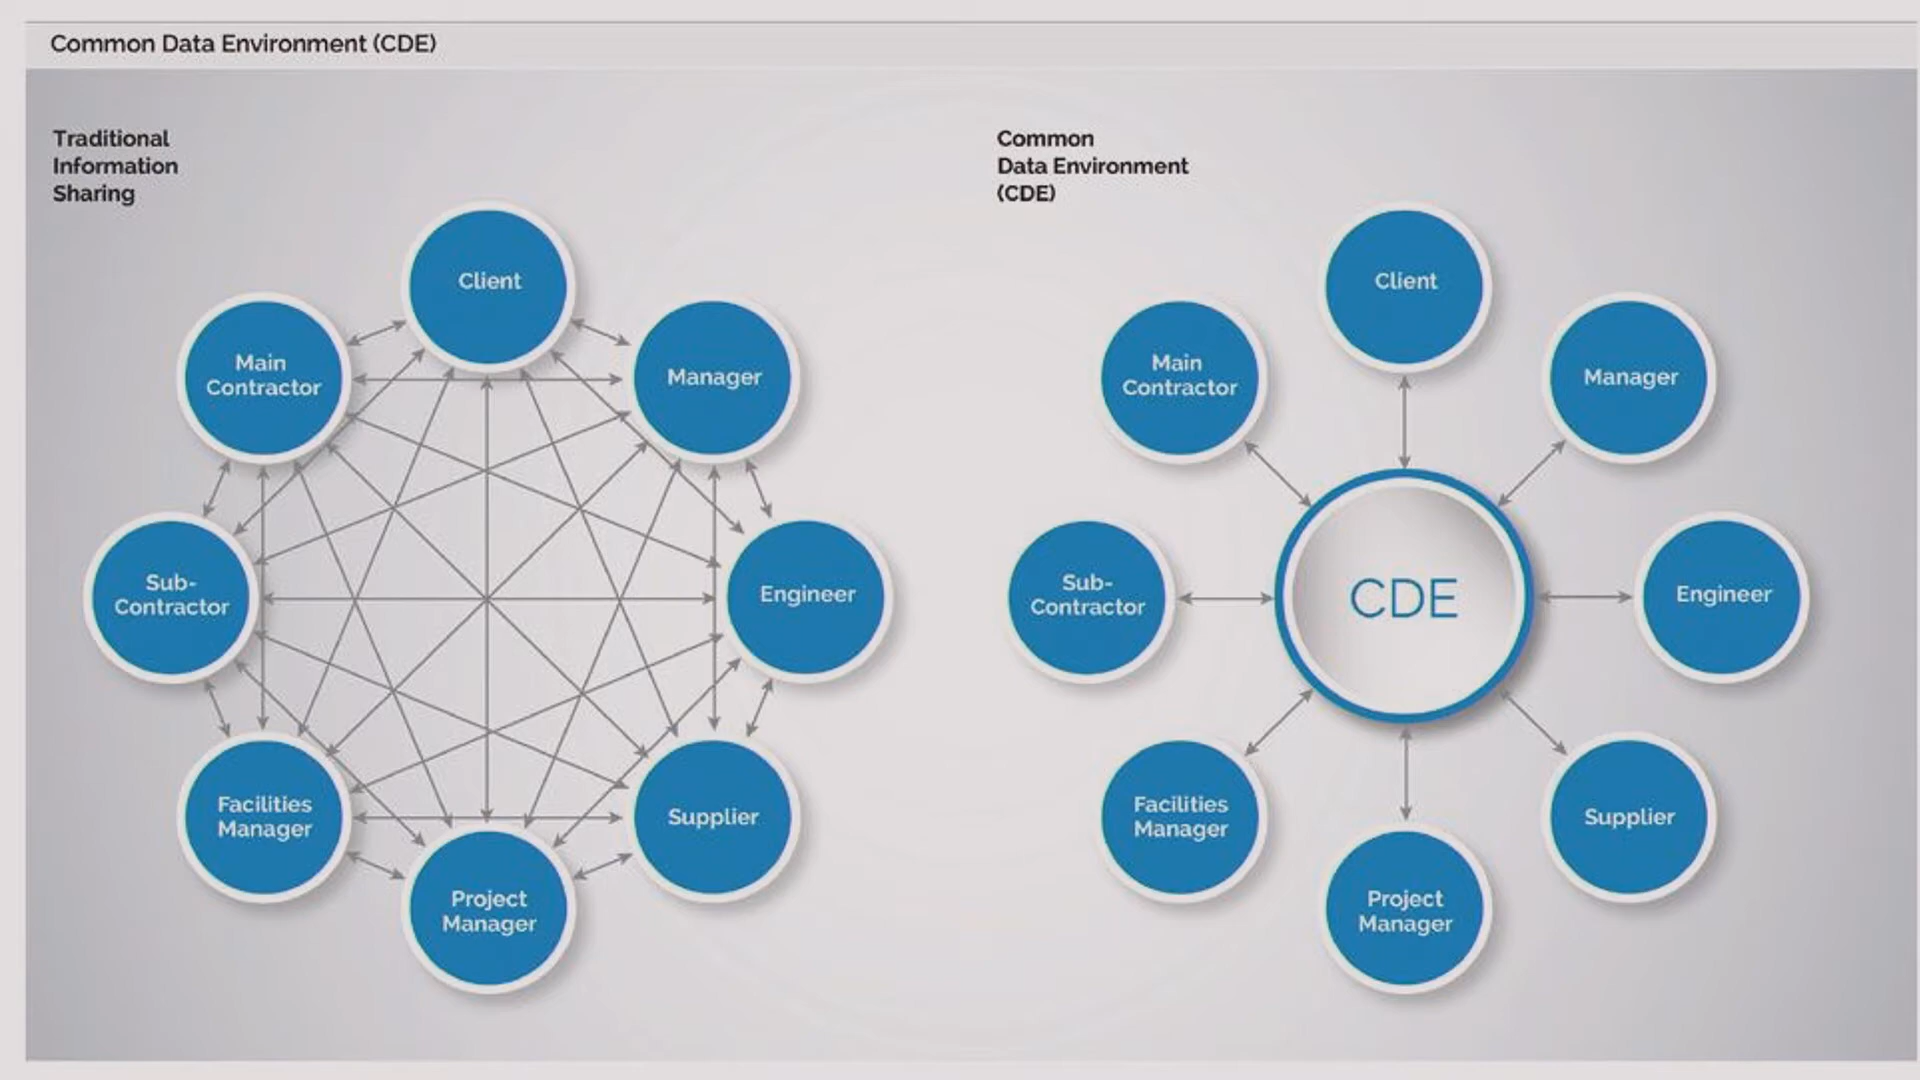 Common Data Environment (CDE)
Traditional
Information
Sharing
Client
Main
Contractor
Manager
Sub-
Contractor
Engineer
Facilities
Manager
Supplier
Project
Manager
Common
Data Environment
(CDE)
Client
Main
Contractor
Manager
Sub-
Contractor
CDE
Engineer
Facilities
Manager
Supplier
Project
Manager